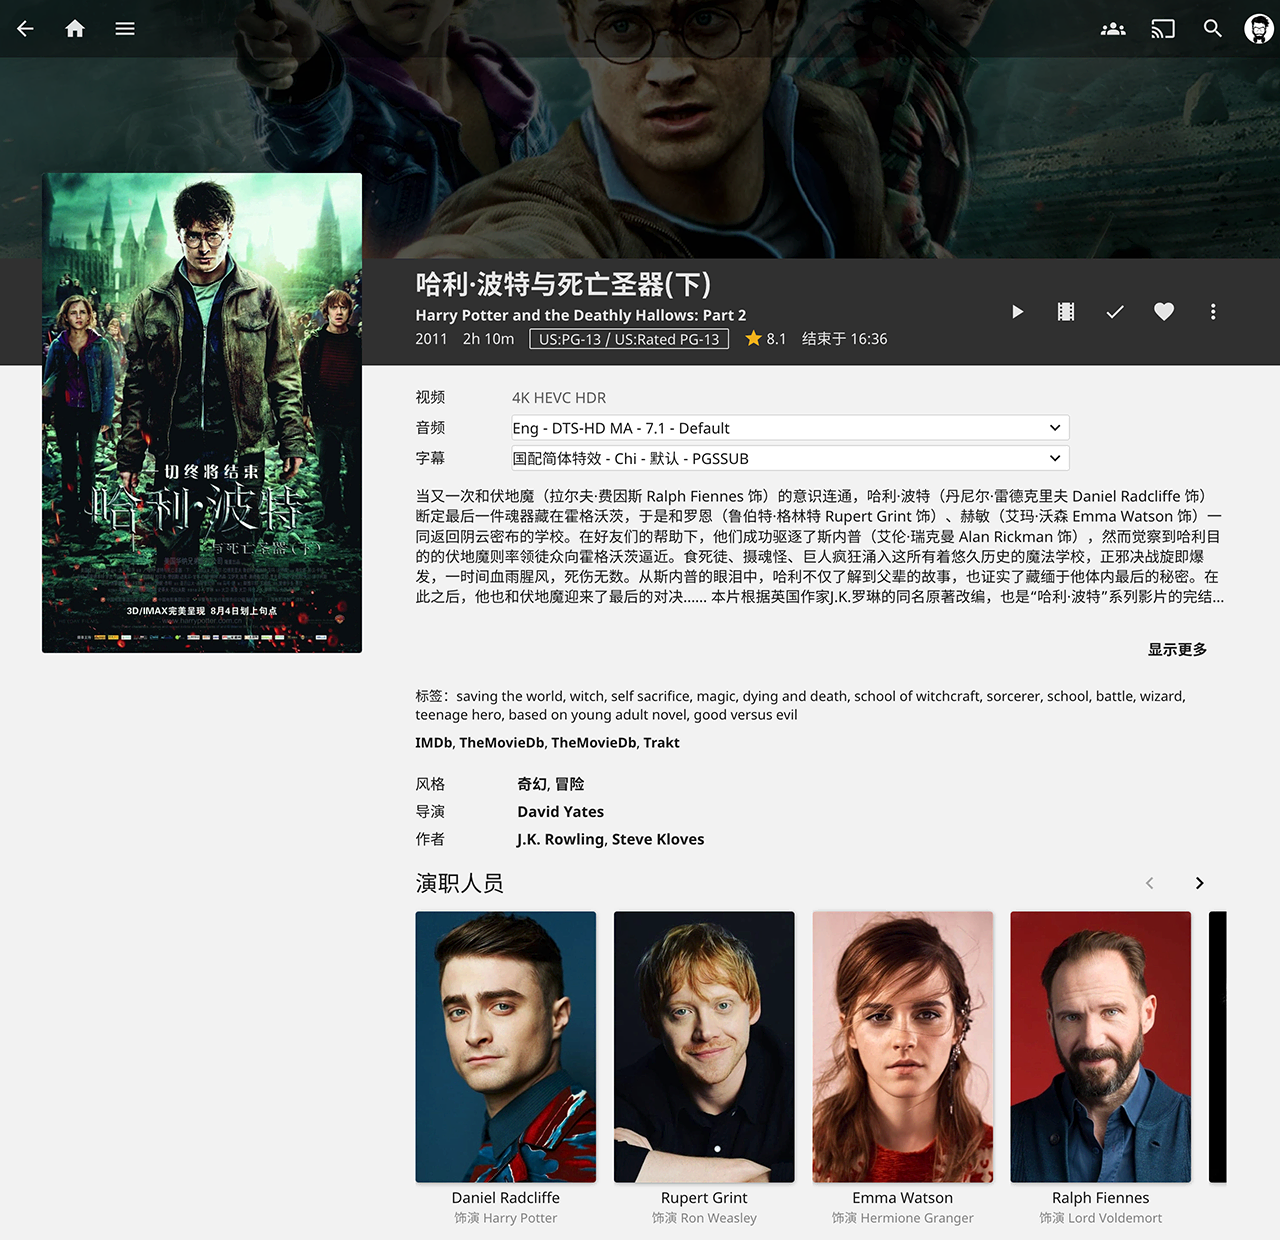 哈利·波特与死亡圣器(下)
Harry Potter and the Deathly Hallows: Part 2
2011 2h 10m US:PG-13 / US:Rated PG-13 8.1 结束于 16:36
一切终将结束
哈利·波特
与死亡圣器(下)
3D/IMAX完美呈现 8月4日划上句点
www.harrypotter.com.cn
视频 4K HEVC HDR
音频 Eng - DTS-HD MA - 7.1 - Default
字幕 国配简体特效 - Chi - 默认 - PGSSUB
当又一次和伏地魔（拉尔夫·费因斯 Ralph Fiennes 饰）的意识连通，哈利·波特（丹尼尔·雷德克里夫 Daniel Radcliffe 饰）
断定最后一件魂器藏在霍格沃茨，于是和罗恩（鲁伯特·格林特 Rupert Grint 饰）、赫敏（艾玛·沃森 Emma Watson 饰）一
同返回阴云密布的学校。在好友们的帮助下，他们成功驱逐了斯内普（艾伦·瑞克曼 Alan Rickman 饰），然而觉察到哈利目
的的伏地魔则率领徒众向霍格沃茨逼近。食死徒、摄魂怪、巨人疯狂涌入这所有着悠久历史的魔法学校，正邪决战旋即爆
发，一时间血雨腥风，死伤无数。从斯内普的眼泪中，哈利不仅了解到父辈的故事，也证实了藏缅于他体内最后的秘密。在
此之后，他也和伏地魔迎来了最后的对决…… 本片根据英国作家J.K.罗琳的同名原著改编，也是“哈利·波特”系列影片的完结...
显示更多
标签：saving the world, witch, self sacrifice, magic, dying and death, school of witchcraft, sorcerer, school, battle, wizard,
teenage hero, based on young adult novel, good versus evil
IMDb, TheMovieDb, TheMovieDb, Trakt
风格 奇幻, 冒险
导演 David Yates
作者 J.K. Rowling, Steve Kloves
演职人员
Daniel Radcliffe Rupert Grint Emma Watson Ralph Fiennes
饰演 Harry Potter 饰演 Ron Weasley 饰演 Hermione Granger 饰演 Lord Voldemort